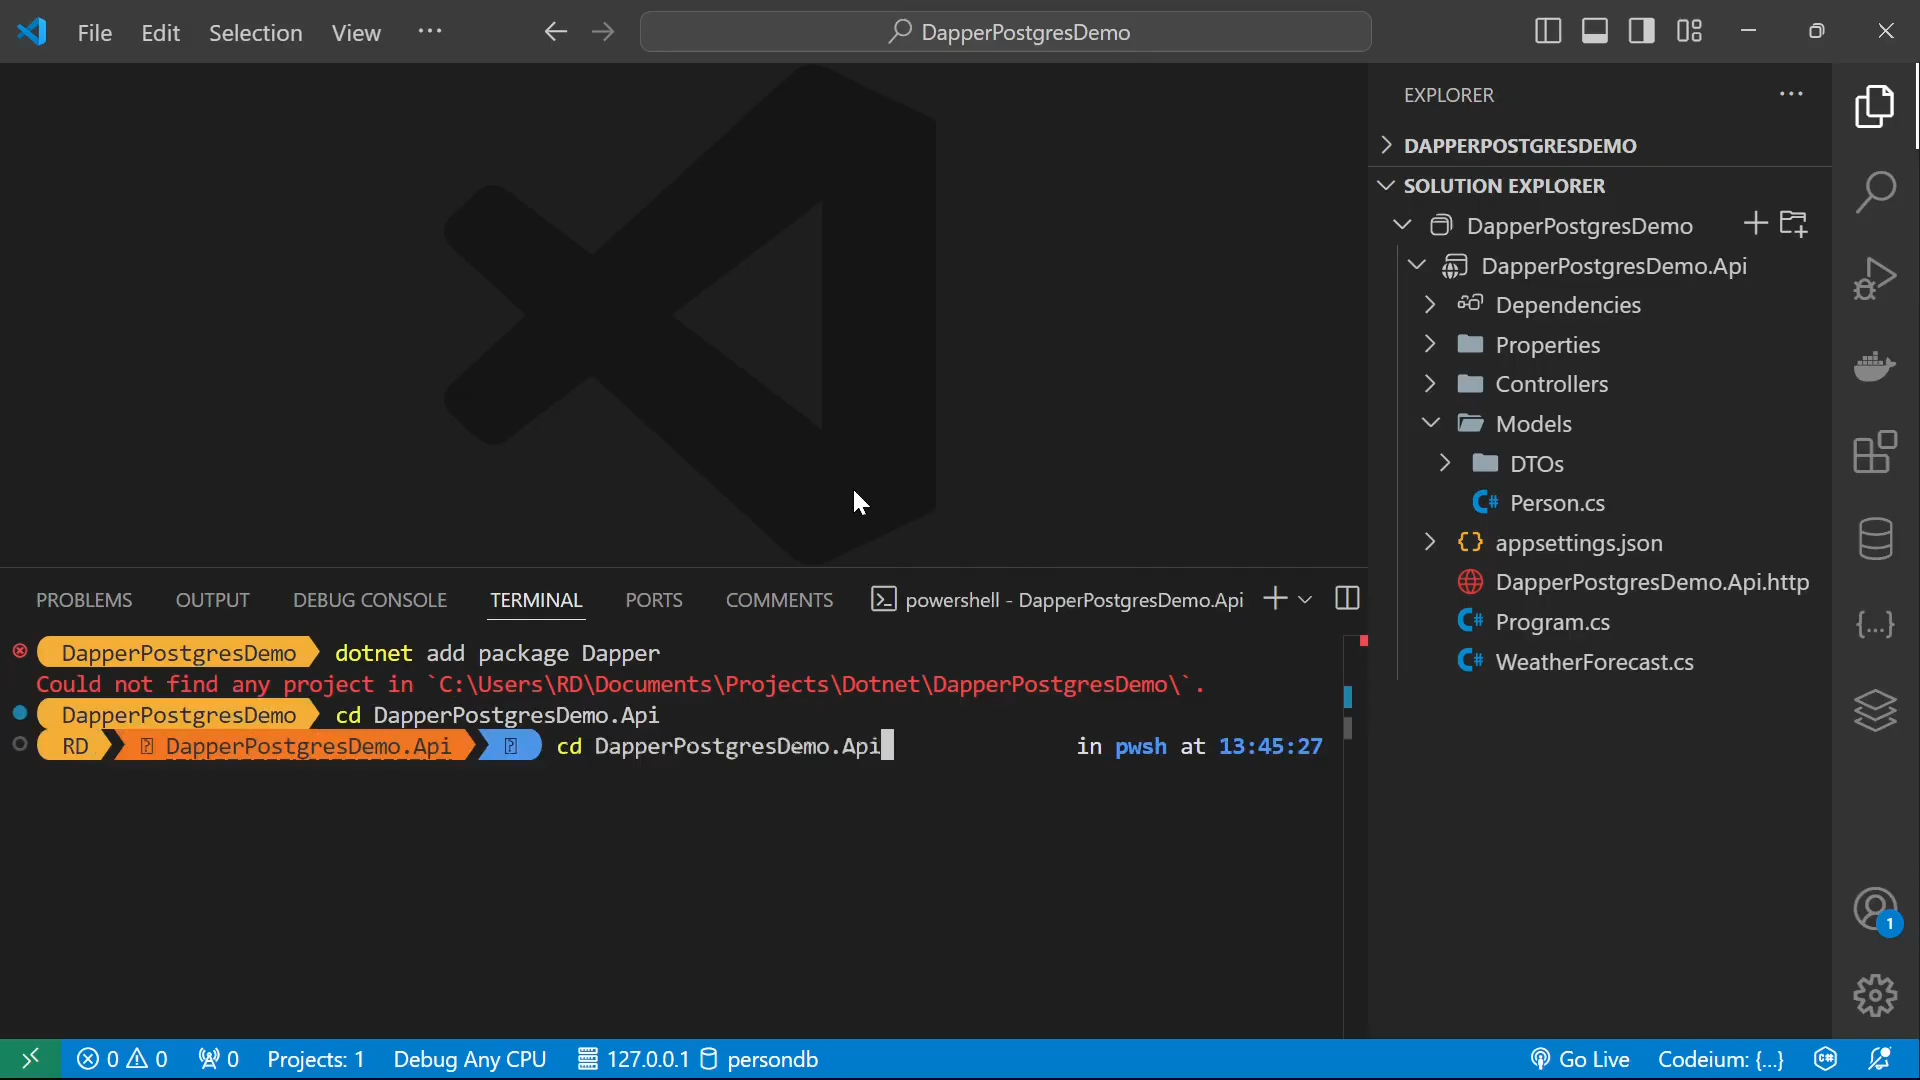 File Edit Selection View ··· DapperPostgresDemo
EXPLORER
DAPPERPOSTGRESDEMO
SOLUTION EXPLORER
DapperPostgresDemo
DapperPostgresDemo.Api
Dependencies
Properties
Controllers
Models
DTOs
C# Person.cs
{} appsettings.json
DapperPostgresDemo.Api.http
C# Program.cs
C# WeatherForecast.cs
PROBLEMS OUTPUT DEBUG CONSOLE TERMINAL PORTS COMMENTS powershell - DapperPostgresDemo.Api
DapperPostgresDemo dotnet add package Dapper
Could not find any project in `C:\Users\RD\Documents\Projects\Dotnet\DapperPostgresDemo\`.
DapperPostgresDemo cd DapperPostgresDemo.Api
RD DapperPostgresDemo.Api cd DapperPostgresDemo.Api in pwsh at 13:45:27
{...}
1
0 0 0 Projects: 1 Debug Any CPU 127.0.0.1 persondb Go Live Codeium: {...}